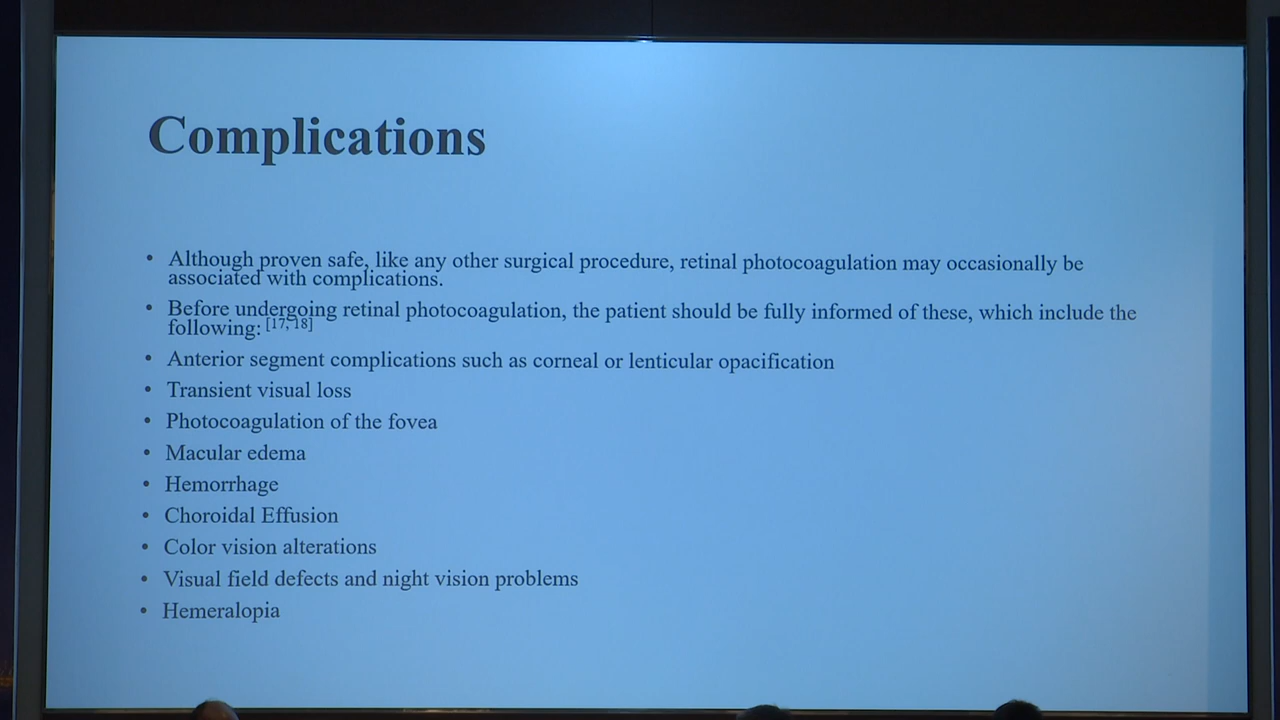 Complications
• Although proven safe, like any other surgical procedure, retinal photocoagulation may occasionally be
associated with complications.
• Before undergoing retinal photocoagulation, the patient should be fully informed of these, which include the
following: [17, 18]
• Anterior segment complications such as corneal or lenticular opacification
• Transient visual loss
• Photocoagulation of the fovea
• Macular edema
• Hemorrhage
• Choroidal Effusion
• Color vision alterations
• Visual field defects and night vision problems
• Hemeralopia